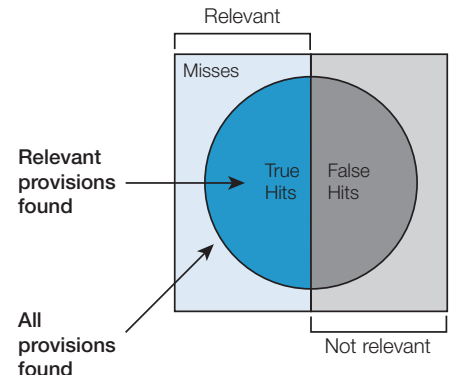 Relevant
Misses
Relevant
provisions
found
True
Hits
False
Hits
All
provisions
found
Not relevant